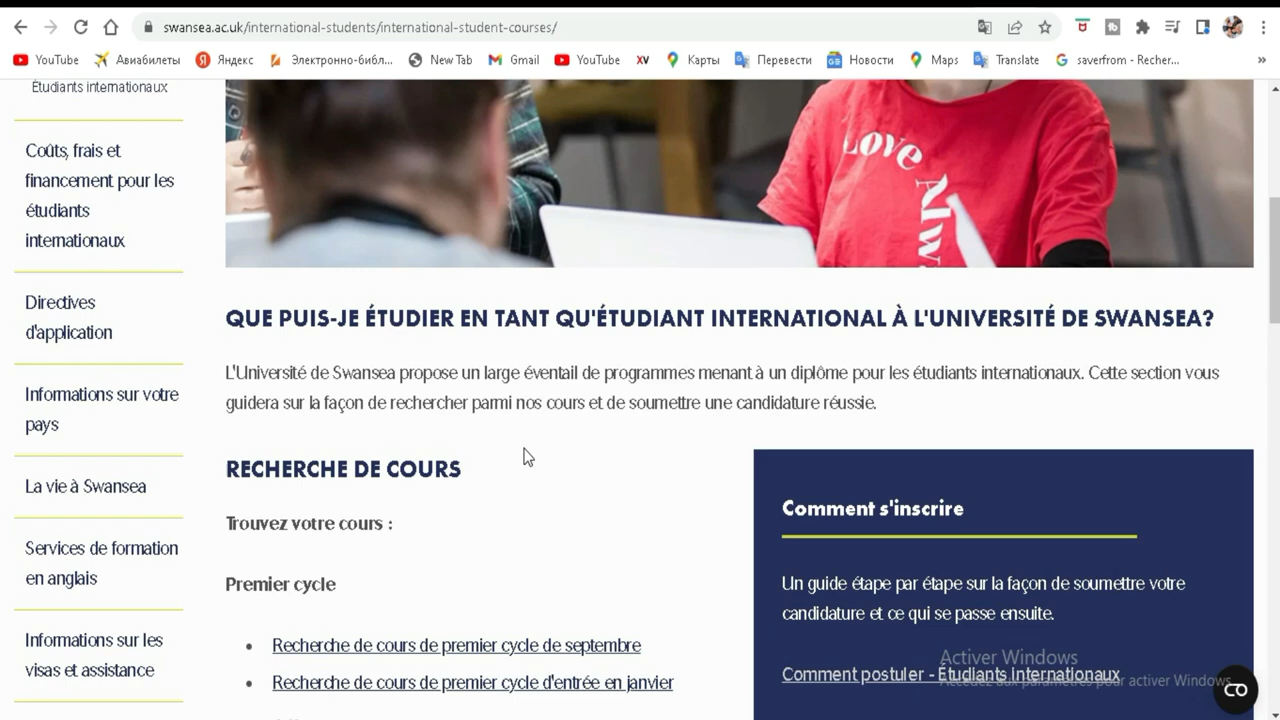 swansea.ac.uk/international-students/international-student-courses/
YouTube Авиабилеты Яндекс Электронно-библ... New Tab Gmail YouTube XV Карты Перевести Новости Maps Translate saverfrom - Recher... »
Étudiants internationaux
Coûts, frais et
financement pour les
étudiants
internationaux
Directives
d'application
Informations sur votre
pays
La vie à Swansea
Services de formation
en anglais
Informations sur les
visas et assistance
Love
Alw
QUE PUIS-JE ÉTUDIER EN TANT QU'ÉTUDIANT INTERNATIONAL À L'UNIVERSITÉ DE SWANSEA?
L'Université de Swansea propose un large éventail de programmes menant à un diplôme pour les étudiants internationaux. Cette section vous
guidera sur la façon de rechercher parmi nos cours et de soumettre une candidature réussie.
RECHERCHE DE COURS
Trouvez votre cours :
Premier cycle
• Recherche de cours de premier cycle de septembre
• Recherche de cours de premier cycle d'entrée en janvier
Comment s'inscrire
Un guide étape par étape sur la façon de soumettre votre
candidature et ce qui se passe ensuite.
Comment postuler - Étudiants Internationaux
Activer Windows
Accédez aux paramètres pour activer Windows.